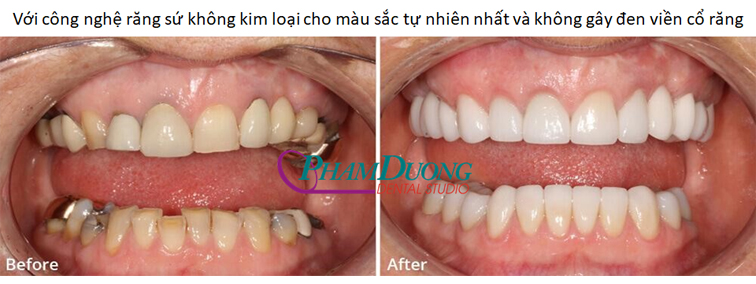 Với công nghệ răng sứ không kim loại cho màu sắc tự nhiên nhất và không gây đen viền cổ răng
PHAMDUONG
DENTAL STUDIO
Before
After